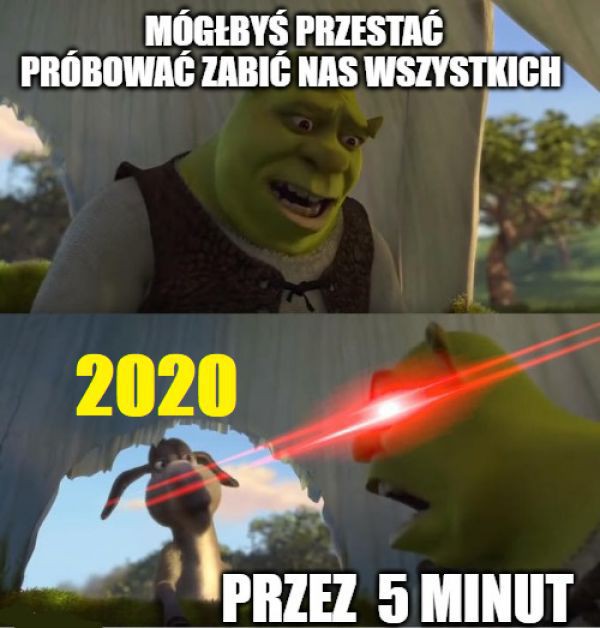 MÓGŁBYŚ PRZESTAĆ
PRÓBOWAĆ ZABIĆ NAS WSZYSTKICH
2020
PRZEZ 5 MINUT